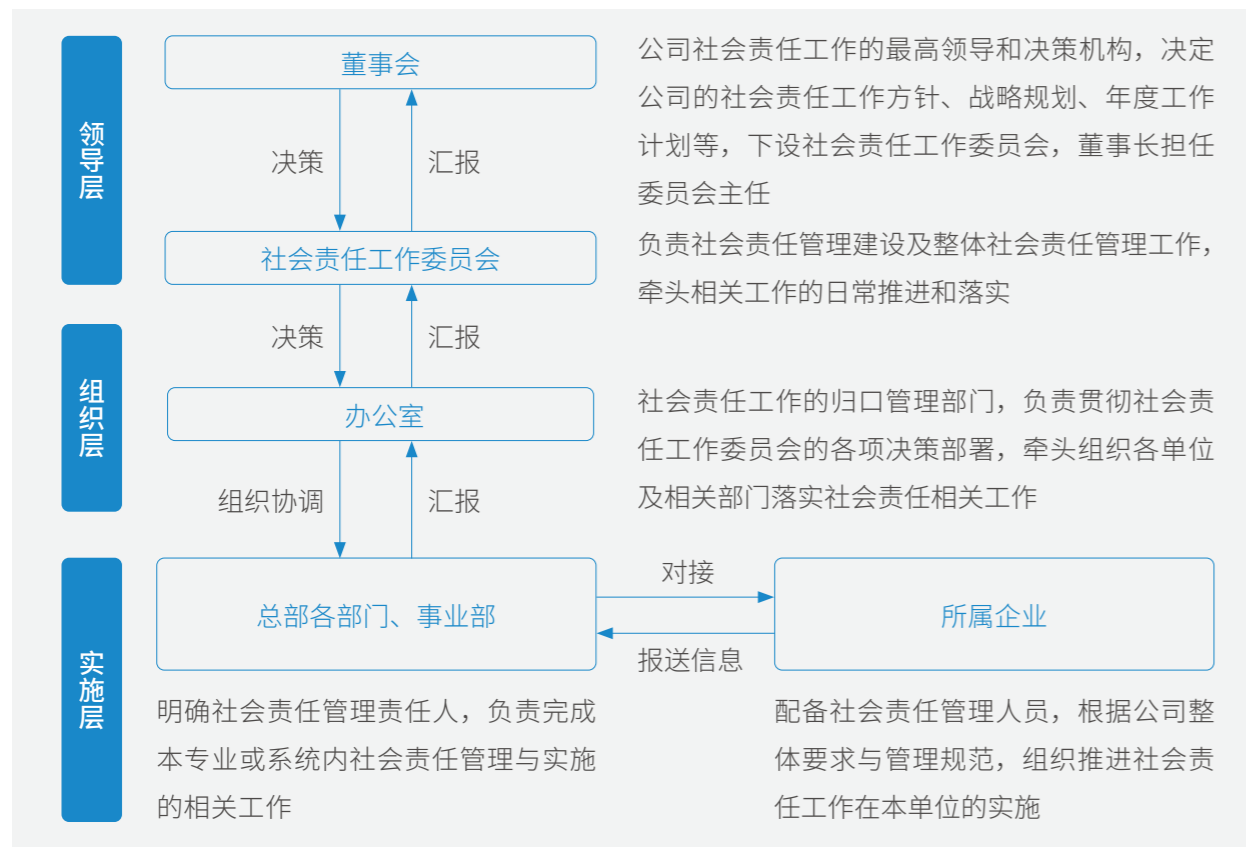 领导层
董事会
决策
汇报
社会责任工作委员会
公司社会责任工作的最高领导和决策机构，决定
公司的社会责任工作方针、战略规划、年度工作
计划等，下设社会责任工作委员会，董事长担任
委员会主任
负责社会责任管理建设及整体社会责任管理工作，
牵头相关工作的日常推进和落实
决策
汇报
组织层
办公室
社会责任工作的归口管理部门，负责贯彻社会责
任工作委员会的各项决策部署，牵头组织各单位
及相关部门落实社会责任相关工作
组织协调
汇报
实施层
总部各部门、事业部
对接
报送信息
所属企业
明确社会责任管理责任人，负责完成
本专业或系统内社会责任管理与实施
的相关工作
配备社会责任管理人员，根据公司整
体要求与管理规范，组织推进社会责
任工作在本单位的实施